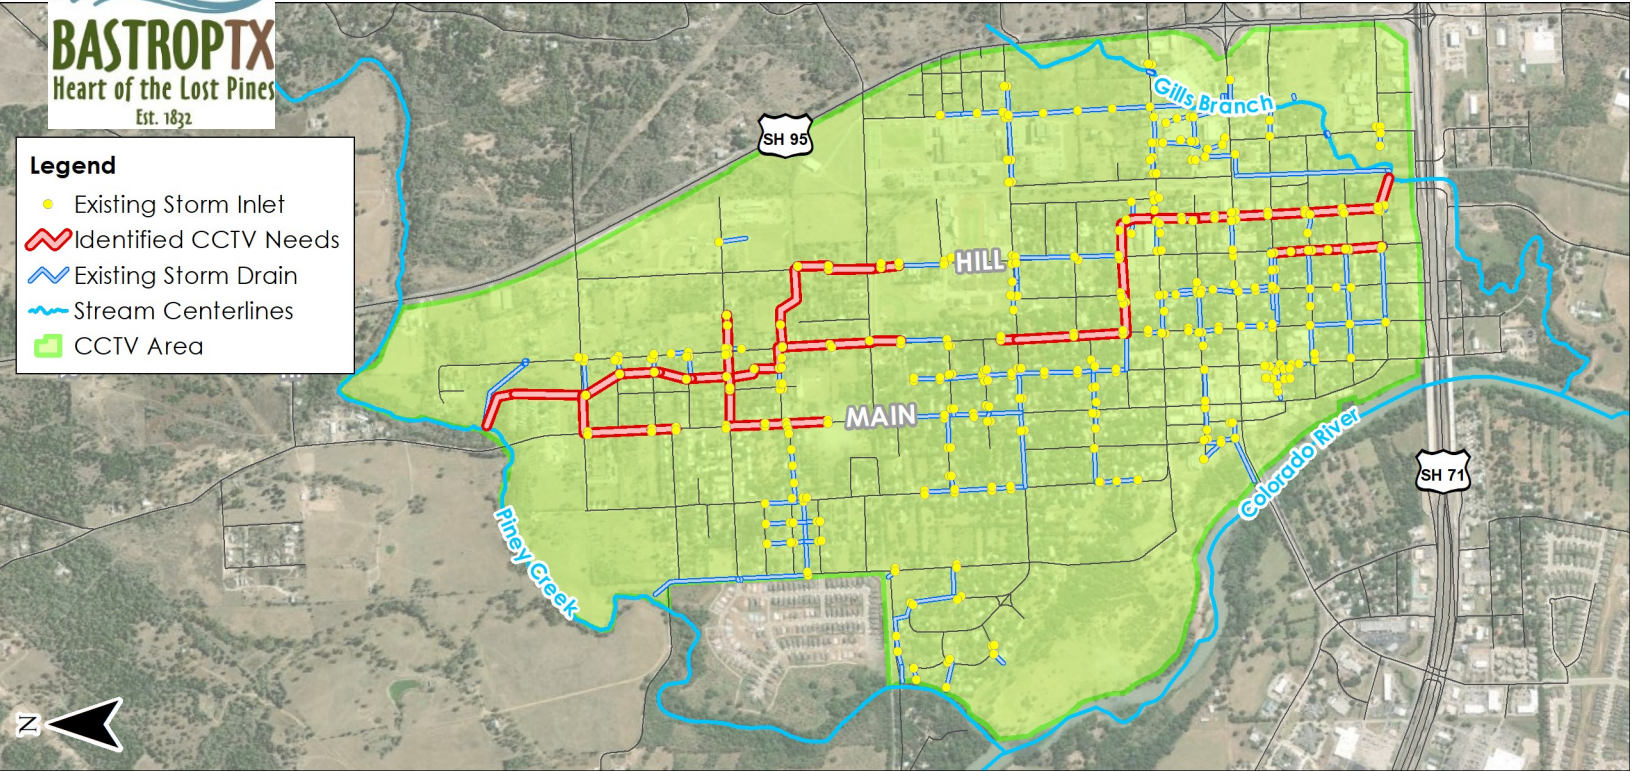 BASTROPTX
Heart of the Lost Pines
Est. 1832
Legend
Existing Storm Inlet
Identified CCTV Needs
Existing Storm Drain
Stream Centerlines
CCTV Area
SH 95
Gills Branch
HILL
MAIN
SH 71
Colorado River
Piney Creek
N